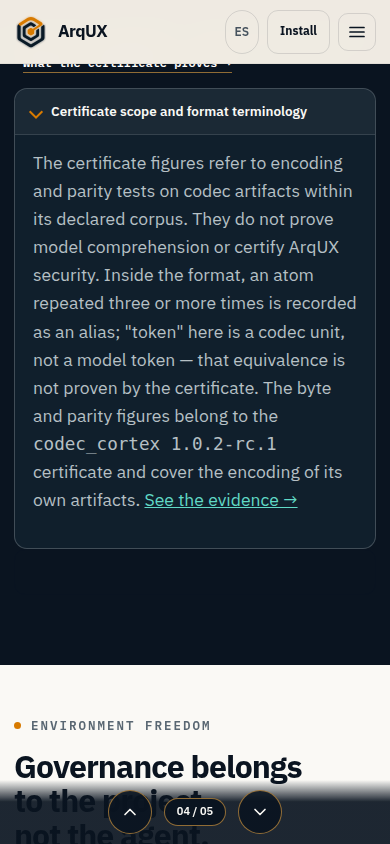 ArqUX
ES
Install
What the certificate proves
Certificate scope and format terminology
The certificate figures refer to encoding
and parity tests on codec artifacts within
its declared corpus. They do not prove
model comprehension or certify ArqUX
security. Inside the format, an atom
repeated three or more times is recorded
as an alias; "token" here is a codec unit,
not a model token — that equivalence is
not proven by the certificate. The byte
and parity figures belong to the
codec_cortex 1.0.2-rc.1
certificate and cover the encoding of its
own artifacts. See the evidence →
ENVIRONMENT FREEDOM
Governance belongs
to the project,
not the agent.
04 / 05